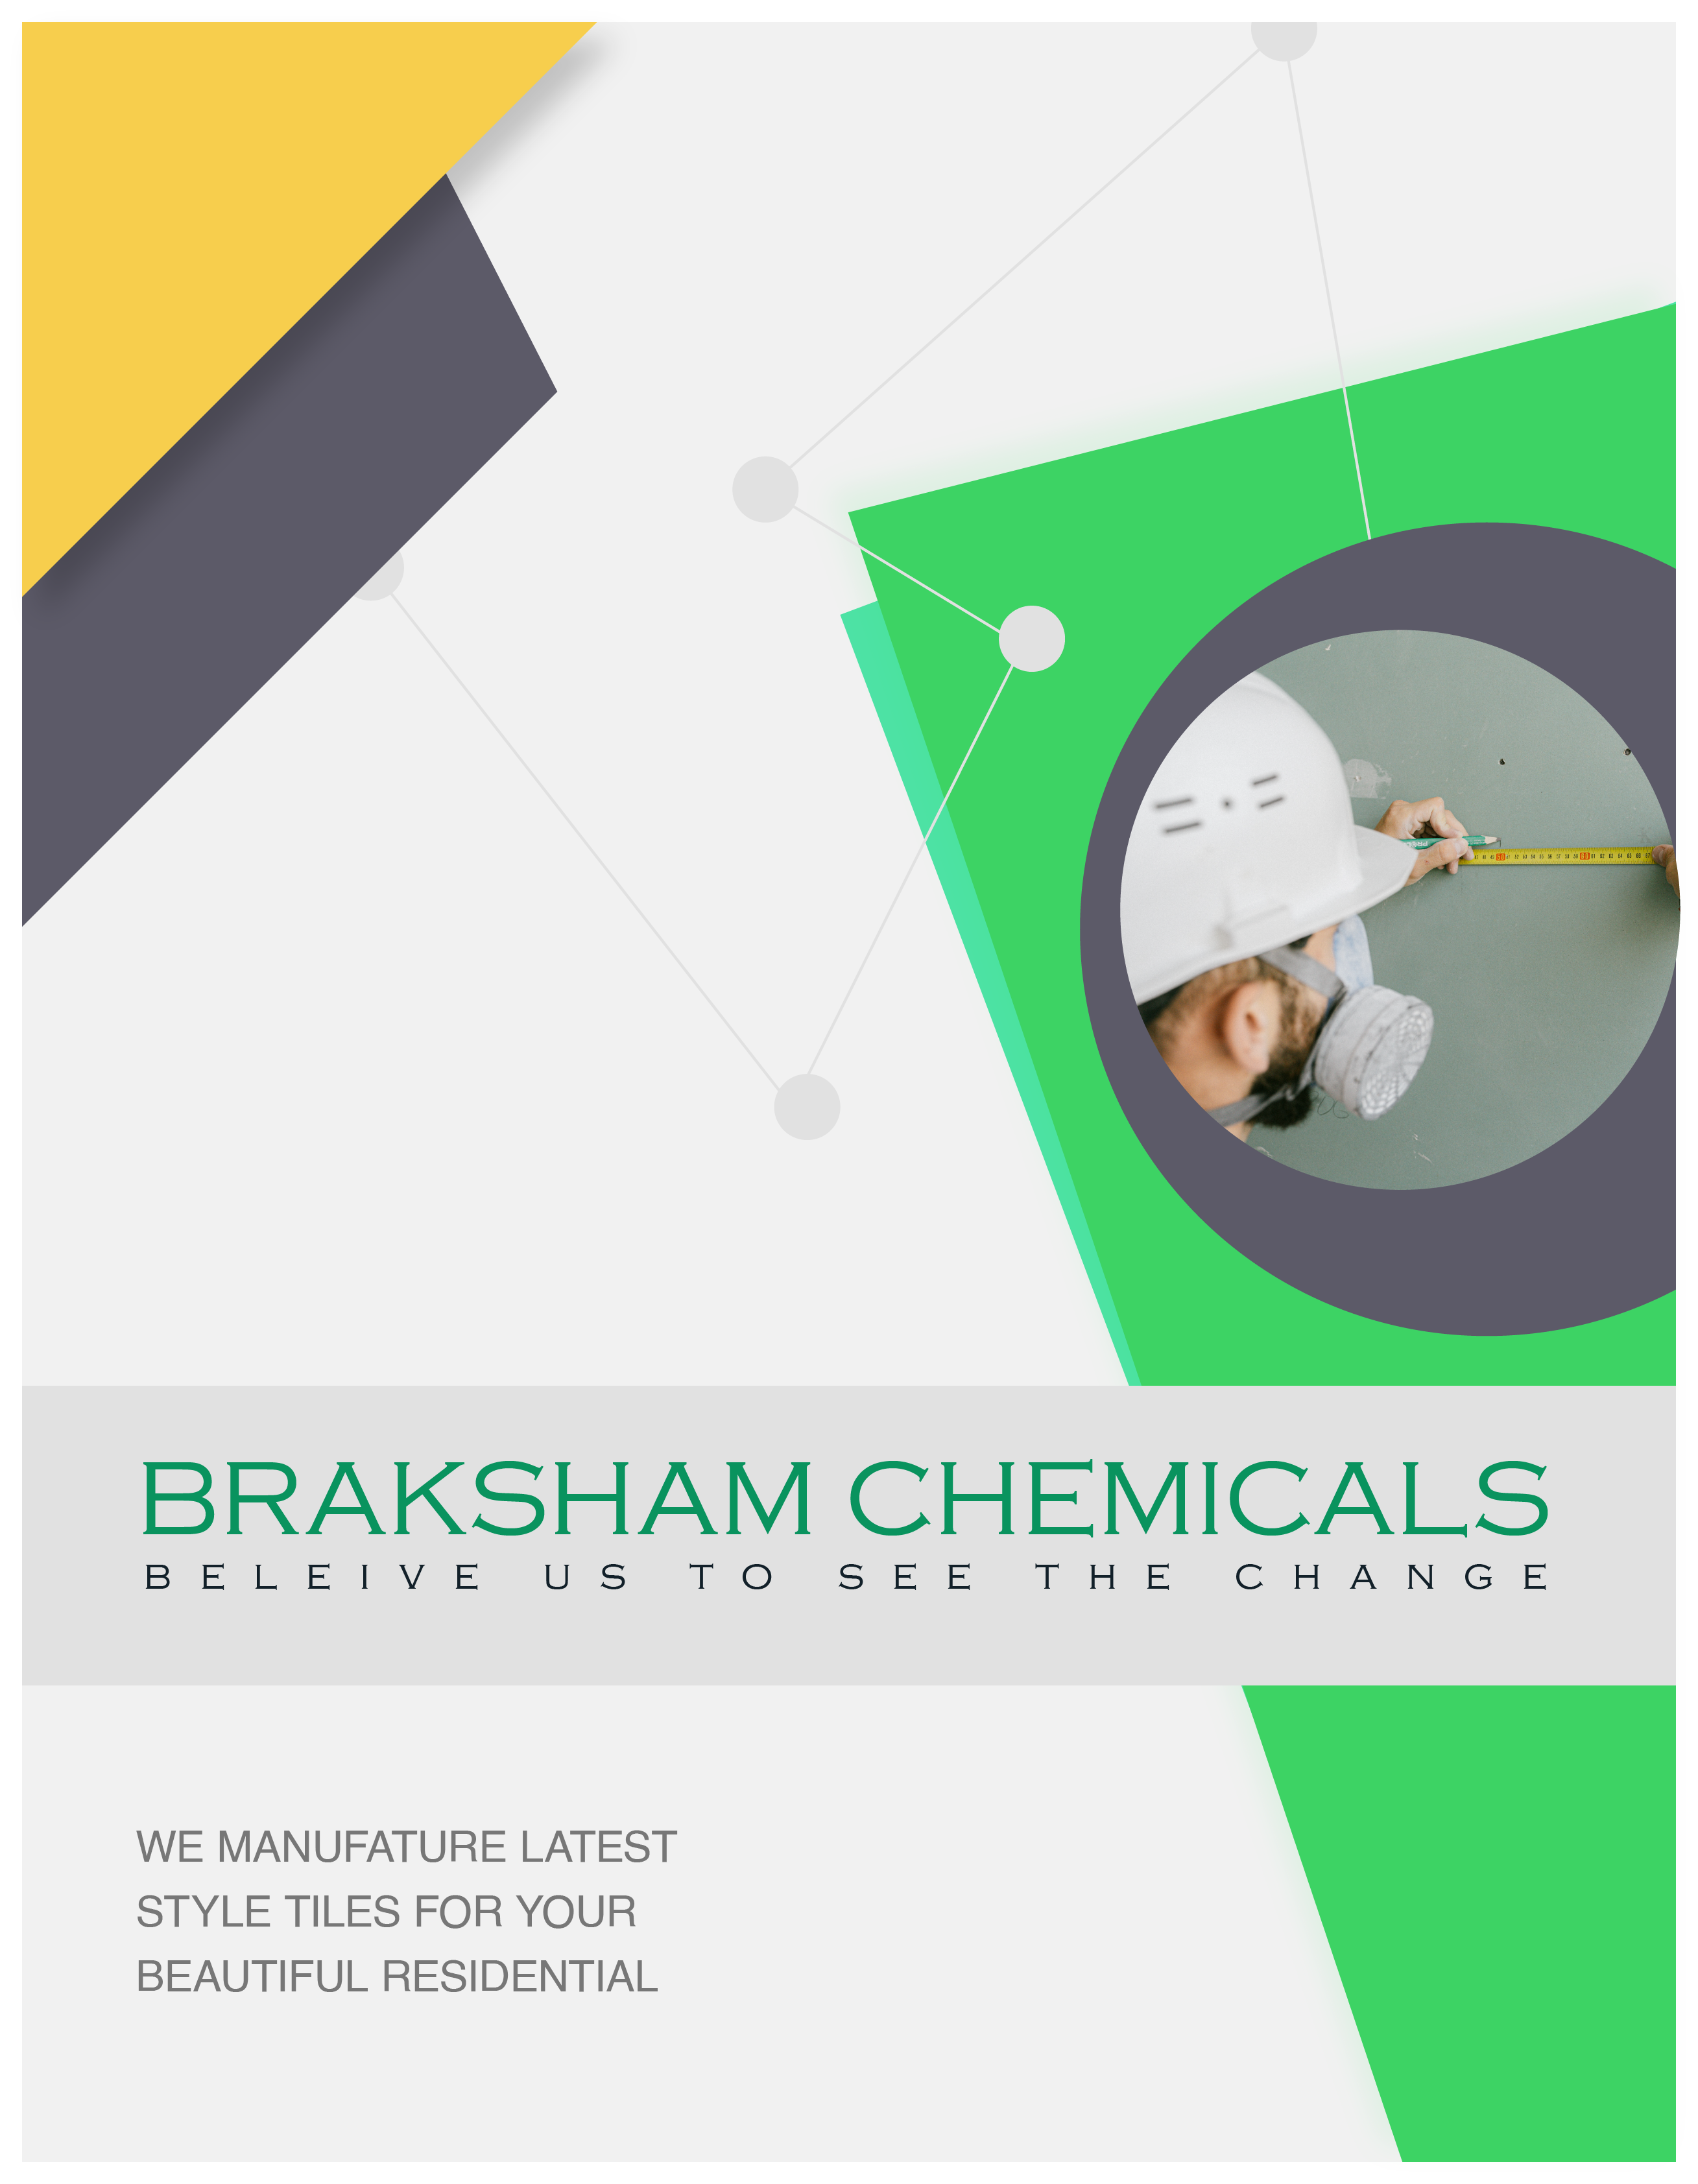 BRAKSHAM CHEMICALS
BELEIVE US TO SEE THE CHANGE
WE MANUFATURE LATEST
STYLE TILES FOR YOUR
BEAUTIFUL RESIDENTIAL